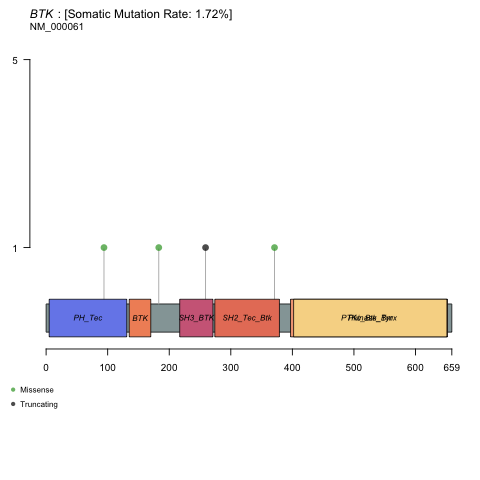 BTK : [Somatic Mutation Rate: 1.72%]
NM_000061
5
1
PH_Tec
BTK
SH3_BTK
SH2_Tec_Btk
0
100
200
300
400
500
600
659
Missense
Truncating